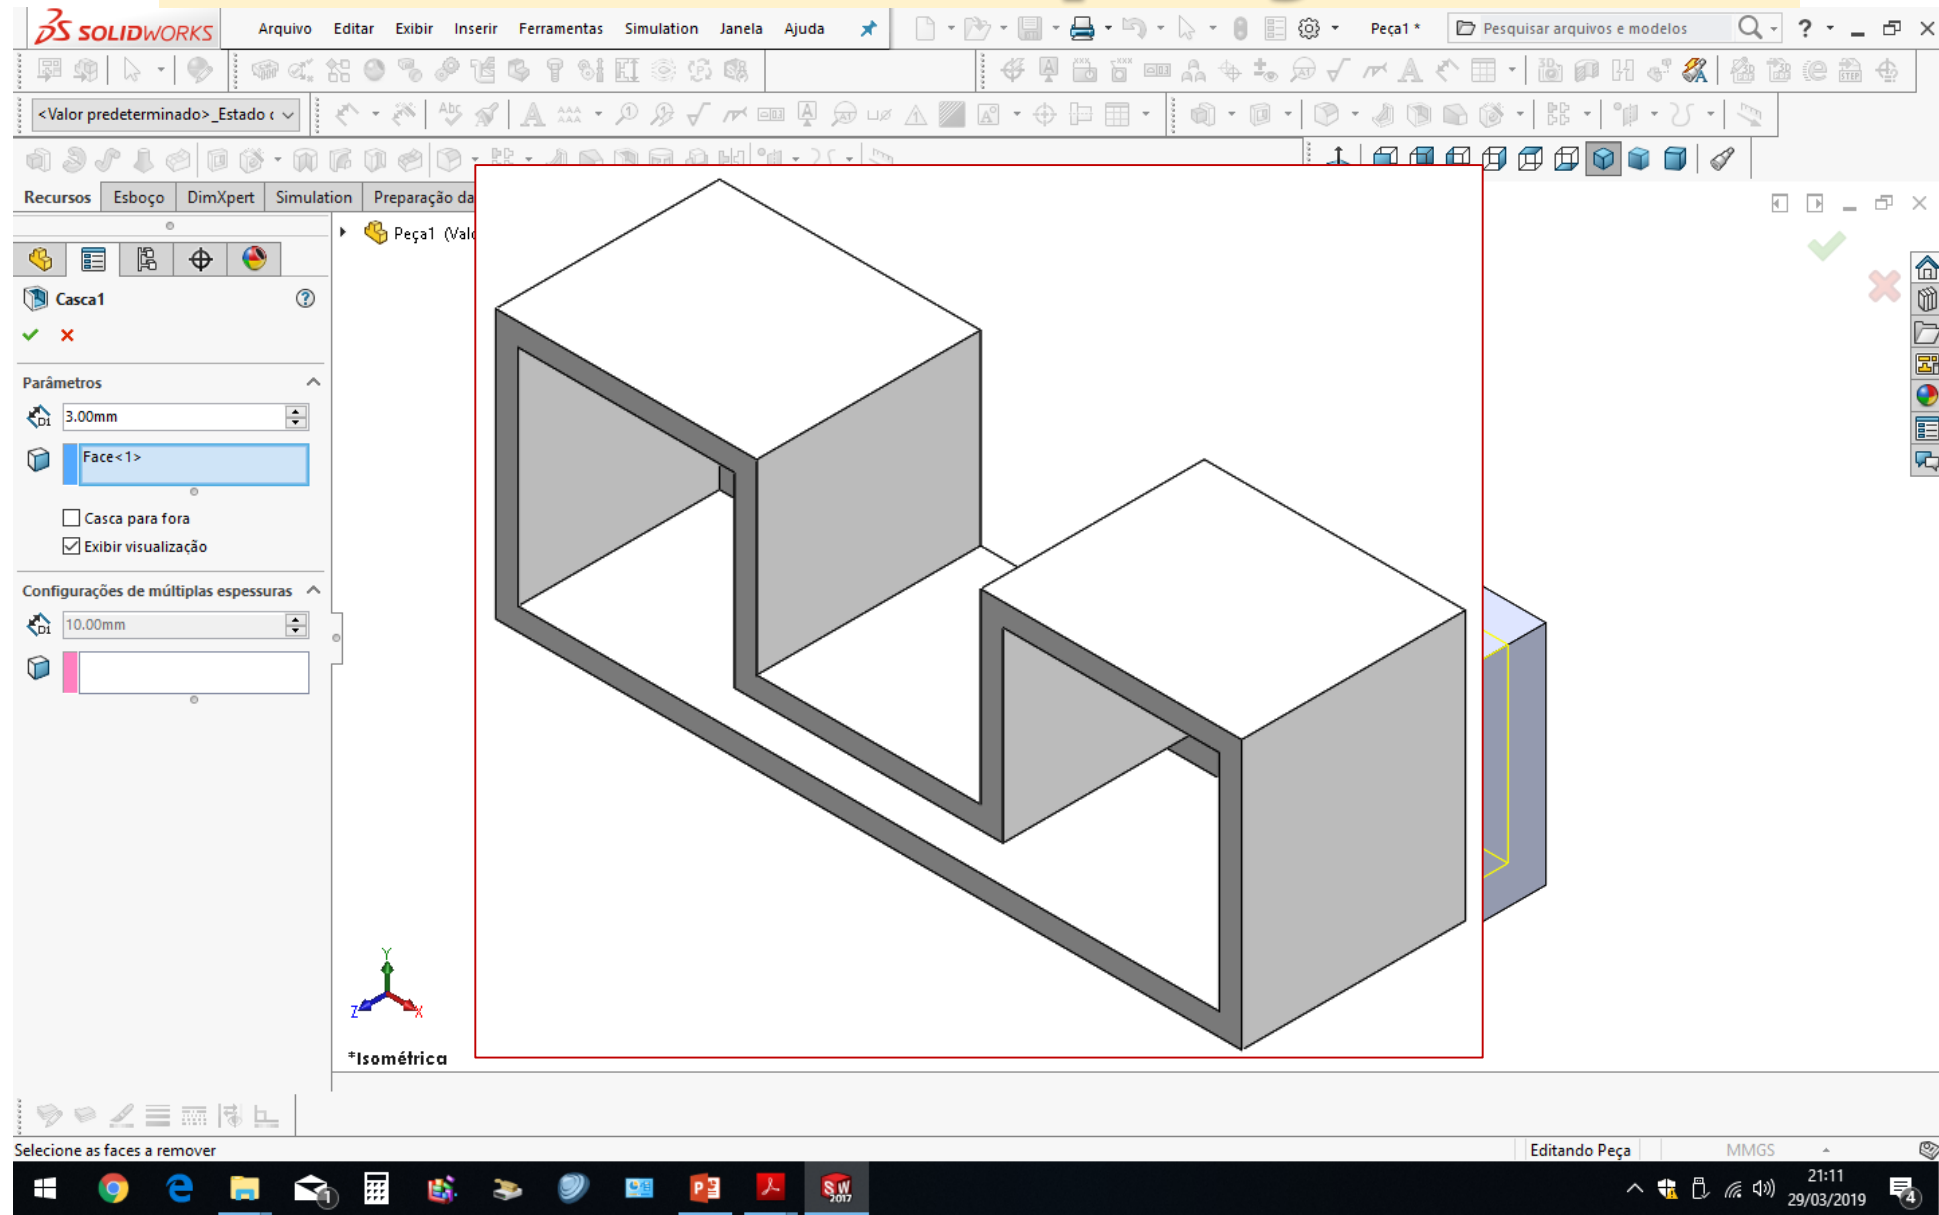 SOLIDWORKS Arquivo Editar Exibir Inserir Ferramentas Simulation Janela Ajuda Peça1 * Pesquisar arquivos e modelos ?
<Valor predeterminado>_Estado
Recursos Esboço DimXpert Simulation Preparação da
Peça1 (Valo
Casca1
Parâmetros
3.00mm
Face<1>
Casca para fora
Exibir visualização
Configurações de múltiplas espessuras
10.00mm
Y
Z X
*Isométrica
Selecione as faces a remover Editando Peça MMGS
21:11
29/03/2019